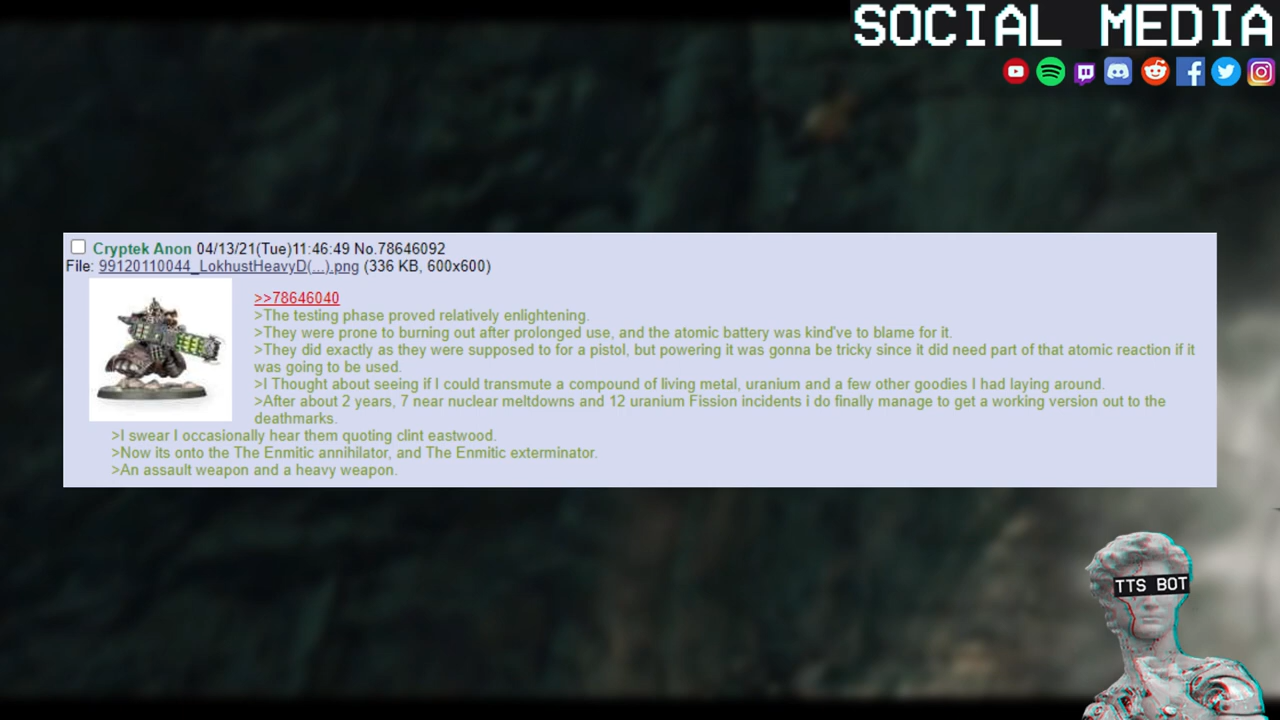 SOCIAL MEDIA
Cryptek Anon 04/13/21(Tue)11:46:49 No.78646092
File: 99120110044_LokhustHeavyD(...).png (336 KB, 600x600)
>>78646040
>The testing phase proved relatively enlightening.
>They were prone to burning out after prolonged use, and the atomic battery was kind've to blame for it.
>They did exactly as they were supposed to for a pistol, but powering it was gonna be tricky since it did need part of that atomic reaction if it
was going to be used.
>I Thought about seeing if I could transmute a compound of living metal, uranium and a few other goodies I had laying around.
>After about 2 years, 7 near nuclear meltdowns and 12 uranium Fission incidents i do finally manage to get a working version out to the
deathmarks.
>I swear I occasionally hear them quoting clint eastwood.
>Now its onto the The Enmitic annihilator, and The Enmitic exterminator.
>An assault weapon and a heavy weapon.
TTS BOT